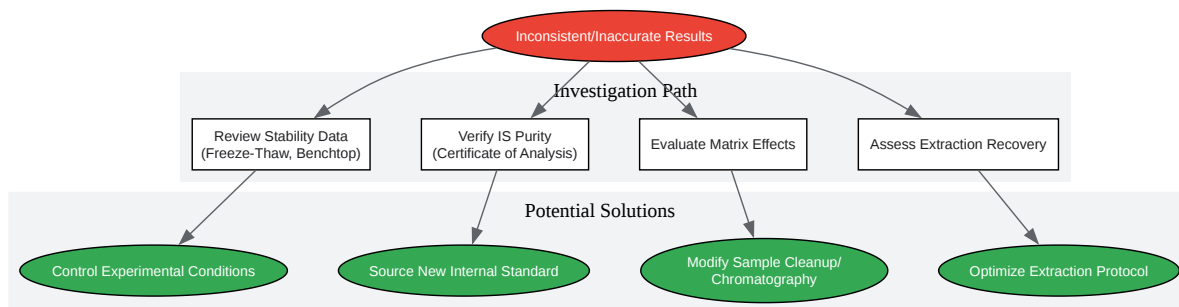 Inconsistent/Inaccurate Results
Investigation Path
Review Stability Data
(Freeze-Thaw, Benchtop)
Verify IS Purity
(Certificate of Analysis)
Evaluate Matrix Effects
Assess Extraction Recovery
Potential Solutions
Control Experimental Conditions
Source New Internal Standard
Modify Sample Cleanup/
Chromatography
Optimize Extraction Protocol